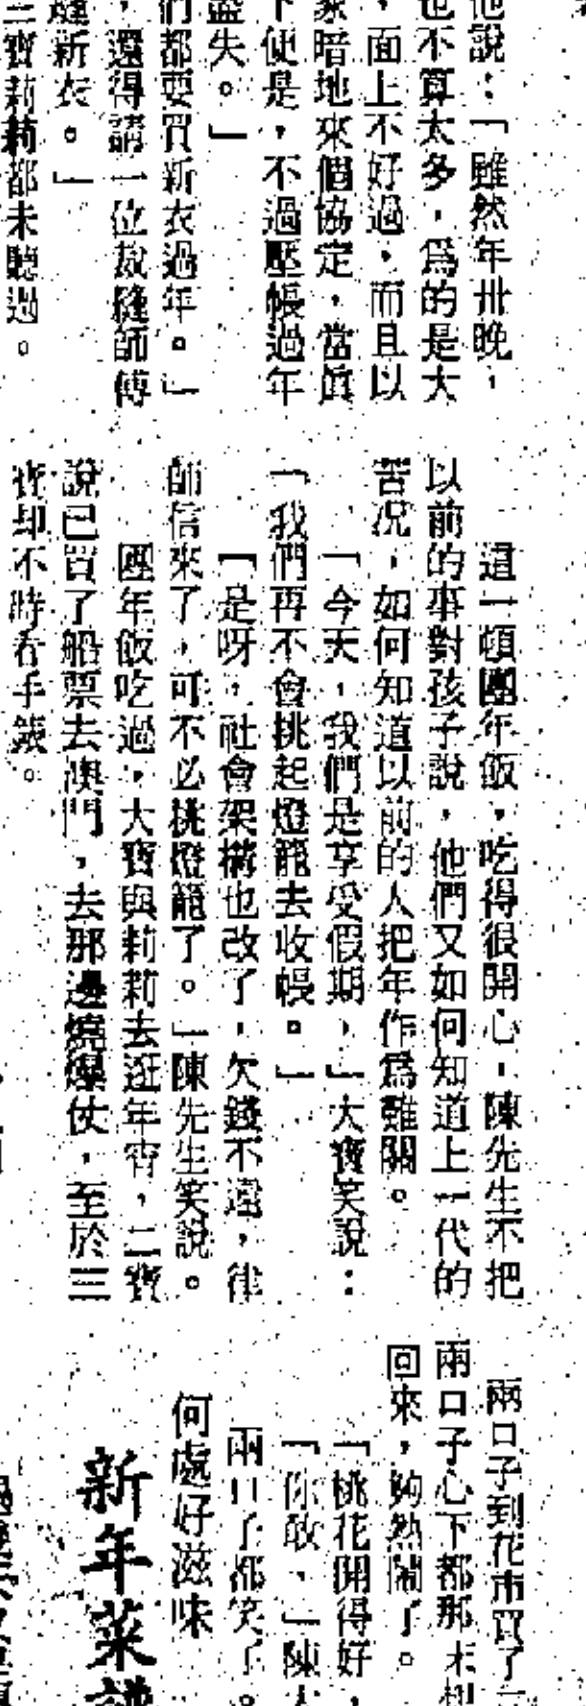 他說：「雖然年卅晚，
也不算太多，爲的是大
，面上不好過，而且以
家暗地來個協定，當眞
下便是，不過壓帳過年
盡失。」
們都要買新衣過年。」
，還得請一位裁縫師傅
縫新衣。」
三寶莉莉都未聽過。
這一頓團年飯，吃得很開心，陳先生不把
以前的事對孩子說，他們又如何知道上一代的
苦况，如何知道以前的人把年作爲難關。
「今天，我們是享受假期，」大寶笑說：
「我們再不會挑起燈籠去收帳。」
「是呀，社會架構也改了，欠錢不還，律
師信來了，可不必挑燈籠了。」陳先生笑說。
團年飯吃過，大寶與莉莉去逛年宵，二寶
說已買了船票去澳門，去那邊燒爆仗，至於三
寶却不時看手錶。
兩口子到花市買了
兩口子心下都那末想
回來，夠熱鬧了。
「桃花開得好，
「你敢，」陳
兩口子都笑了。
何處好滋味
新年菜譜